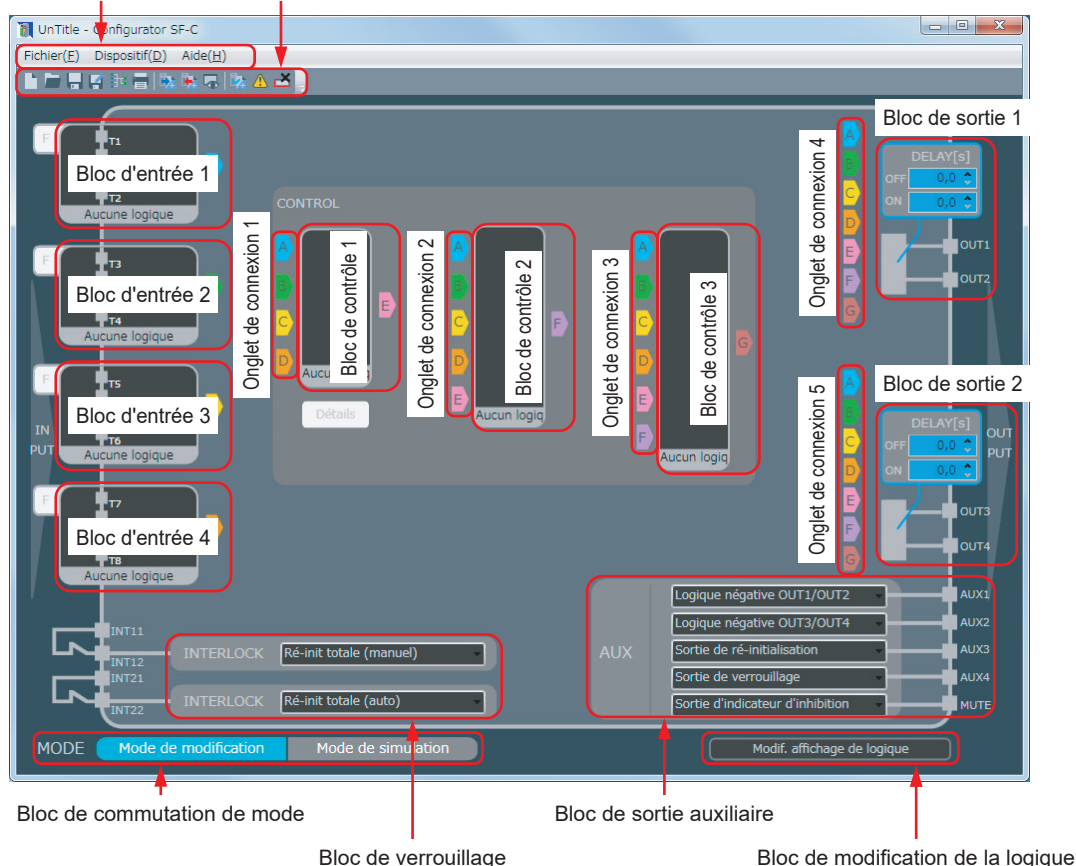 UnTitle - Configurator SF-C
Fichier(F) Dispositif(D) Aide(H)
F
T1
Bloc d'entrée 1
T2
Aucune logique
F
T3
Bloc d'entrée 2
T4
Aucune logique
F
T5
Bloc d'entrée 3
T6
Aucune logique
F
T7
Bloc d'entrée 4
T8
Aucune logique
IN
PUT
CONTROL
Onglet de connexion 1
A
B
C
D
Bloc de contrôle 1
E
Détails
Onglet de connexion 2
A
B
C
D
E
Bloc de contrôle 2
F
Aucun logiq
Onglet de connexion 3
A
B
C
D
E
F
Bloc de contrôle 3
G
Aucun logiq
Onglet de connexion 4
A
B
C
D
E
F
G
Bloc de sortie 1
DELAY[s]
OFF 0,0
ON 0,0
OUT1
OUT2
Onglet de connexion 5
A
B
C
D
E
F
G
Bloc de sortie 2
DELAY[s]
OFF 0,0
ON 0,0
OUT
PUT
OUT3
OUT4
INT11
INT12
INT21
INT22
INTERLOCK Ré-init totale (manuel)
INTERLOCK Ré-init totale (auto)
AUX
Logique négative OUT1/OUT2 AUX1
Logique négative OUT3/OUT4 AUX2
Sortie de ré-initialisation AUX3
Sortie de verrouillage AUX4
Sortie d'indicateur d'inhibition MUTE
MODE Mode de modification Mode de simulation
Modif. affichage de logique
Bloc de commutation de mode
Bloc de sortie auxiliaire
Bloc de verrouillage
Bloc de modification de la logique